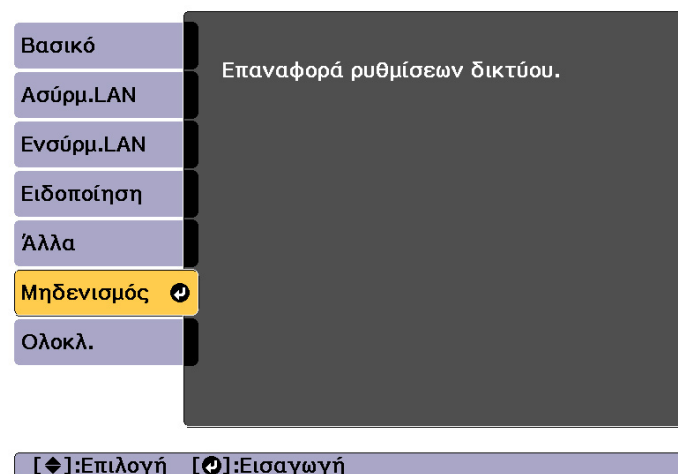 Βασικό
Ασύρμ.LAN
Ενσύρμ.LAN
Ειδοποίηση
Άλλα
Μηδενισμός
Ολοκλ.
Επαναφορά ρυθμίσεων δικτύου.
[◆]:Επιλογή [⏎]:Εισαγωγή